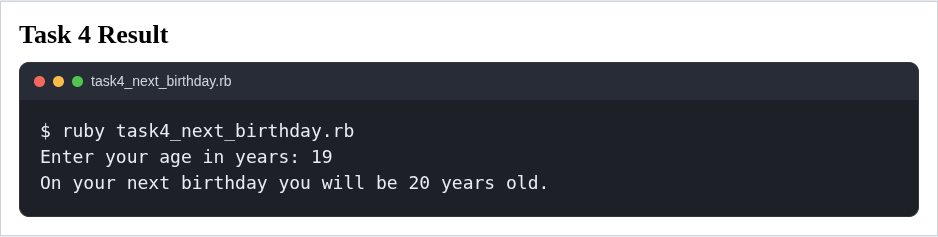 Task 4 Result
task4_next_birthday.rb
$ ruby task4_next_birthday.rb
Enter your age in years: 19
On your next birthday you will be 20 years old.